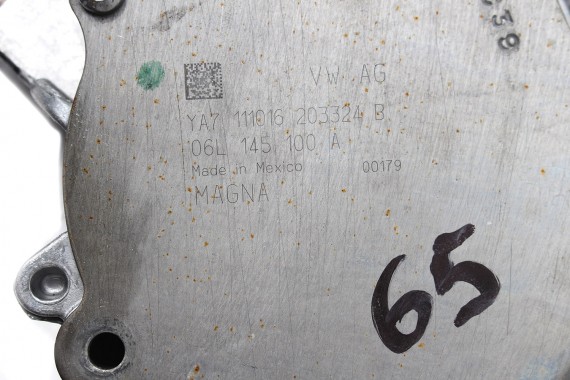 VW AG
YA7 111016 203324 B
06L 145 100 A
Made in Mexico 00179
MAGNA
65